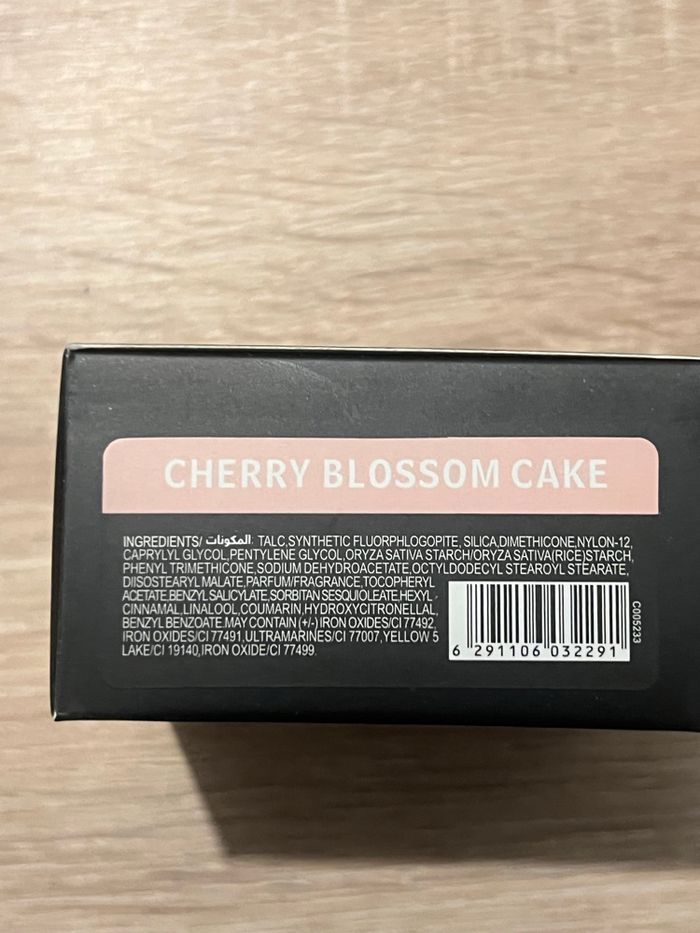 CHERRY BLOSSOM CAKE
INGREDIENTS/ المكونات: TALC,SYNTHETIC FLUORPHLOGOPITE, SILICA,DIMETHICONE,NYLON-12,
CAPRYLYL GLYCOL,PENTYLENE GLYCOL,ORYZA SATIVA STARCH/ORYZA SATIVA(RICE)STARCH,
PHENYL TRIMETHICONE,SODIUM DEHYDROACETATE,OCTYLDODECYL STEAROYL STEARATE,
DIISOSTEARYL MALATE,PARFUM/FRAGRANCE,TOCOPHERYL
ACETATE,BENZYL SALICYLATE,SORBITAN SESQUIOLEATE,HEXYL
CINNAMAL,LINALOOL,COUMARIN,HYDROXYCITRONELLAL,
BENZYL BENZOATE.MAY CONTAIN (+/-) IRON OXIDES/CI 77492,
IRON OXIDES/CI 77491,ULTRAMARINES/CI 77007,YELLOW 5
LAKE/CI 19140,IRON OXIDE/CI 77499.
6 291106 032291
C005233